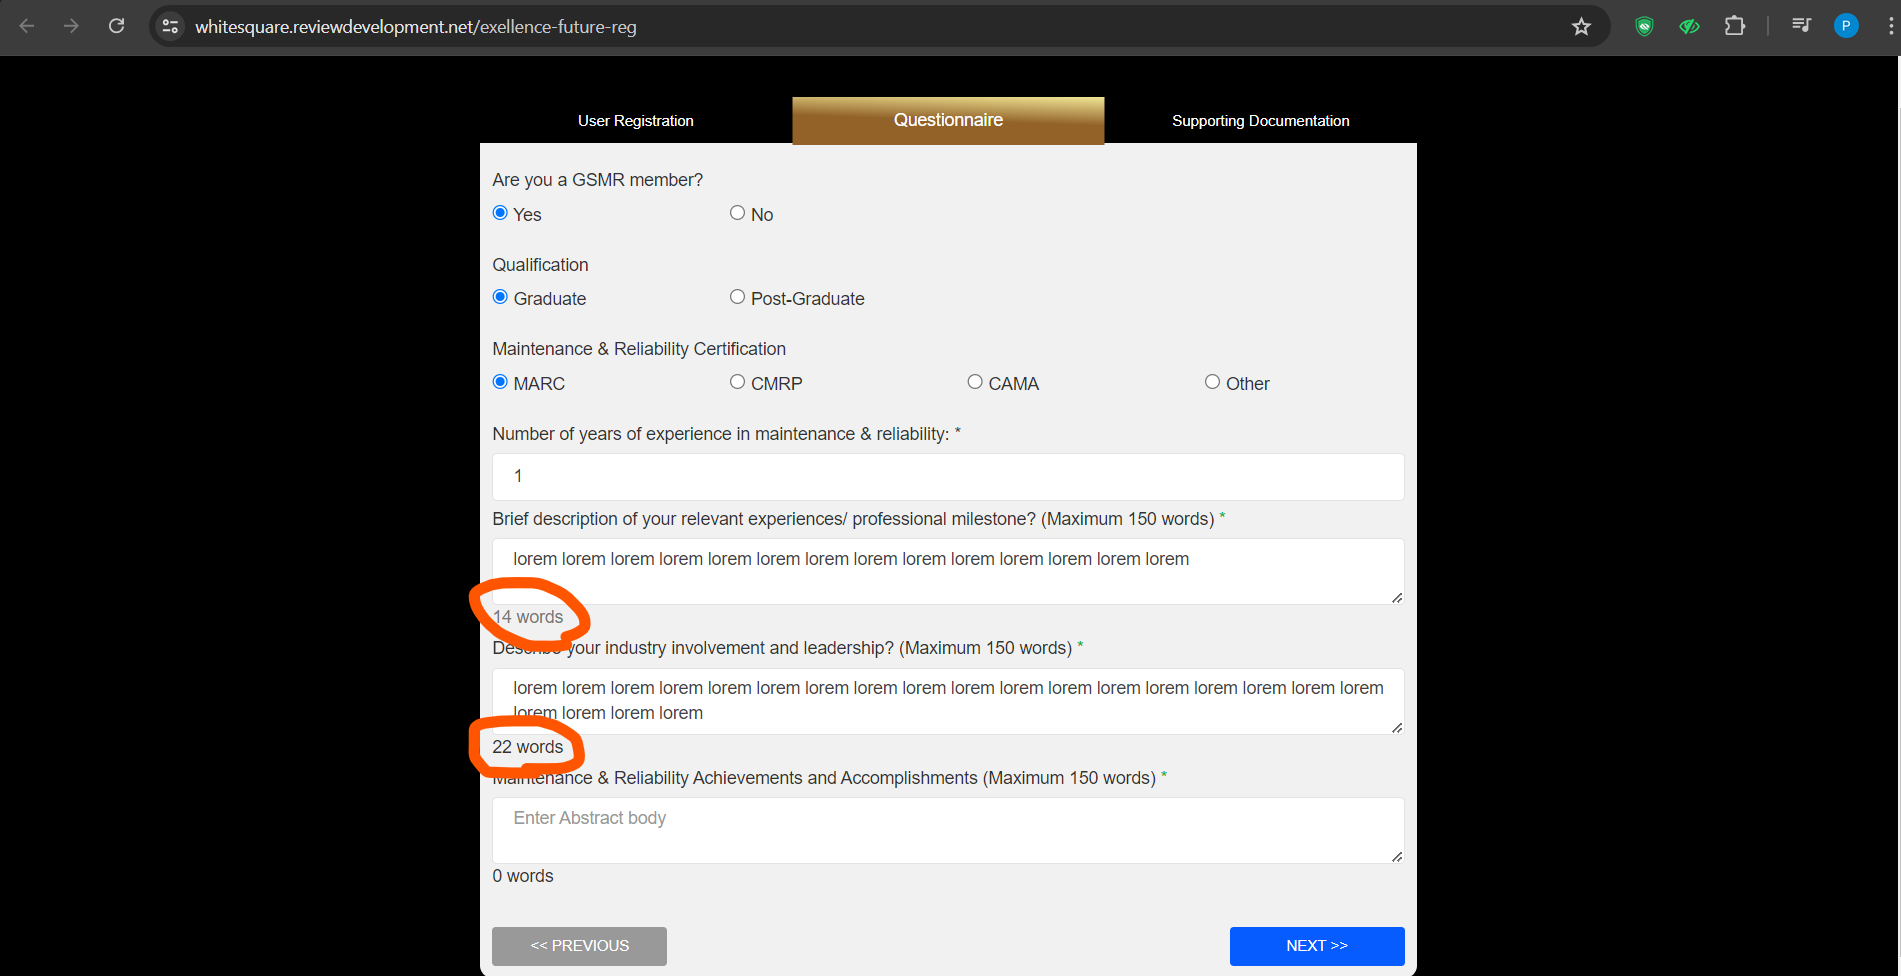 whitesquare.reviewdevelopment.net/exellence-future-reg
P
User Registration
Questionnaire
Supporting Documentation
Are you a GSMR member?
Yes
No
Qualification
Graduate
Post-Graduate
Maintenance & Reliability Certification
MARC
CMRP
CAMA
Other
Number of years of experience in maintenance & reliability: *
1
Brief description of your relevant experiences/ professional milestone? (Maximum 150 words) *
lorem lorem lorem lorem lorem lorem lorem lorem lorem lorem lorem lorem lorem lorem
14 words
Describe your industry involvement and leadership? (Maximum 150 words) *
lorem lorem lorem lorem lorem lorem lorem lorem lorem lorem lorem lorem lorem lorem lorem lorem lorem lorem
lorem lorem lorem lorem
22 words
Maintenance & Reliability Achievements and Accomplishments (Maximum 150 words) *
Enter Abstract body
0 words
<< PREVIOUS
NEXT >>